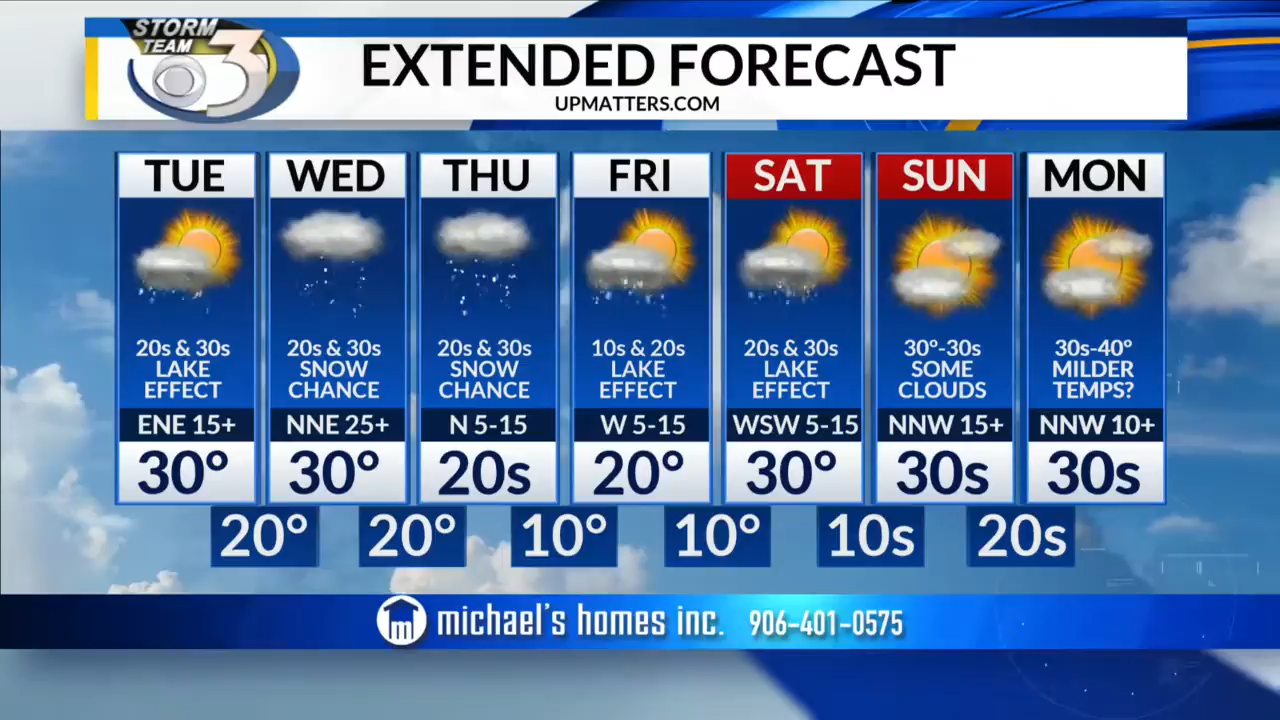 STORM
TEAM
3
EXTENDED FORECAST
UPMATTERS.COM
TUE
20s & 30s
LAKE
EFFECT
ENE 15+
30°
WED
20s & 30s
SNOW
CHANCE
NNE 25+
30°
THU
20s & 30s
SNOW
CHANCE
N 5-15
20s
FRI
10s & 20s
LAKE
EFFECT
W 5-15
20°
SAT
20s & 30s
LAKE
EFFECT
WSW 5-15
30°
SUN
30°-30s
SOME
CLOUDS
NNW 15+
30s
MON
30s-40°
MILDER
TEMPS?
NNW 10+
30s
20° 20° 10° 10° 10s 20s
m michael's homes inc. 906-401-0575